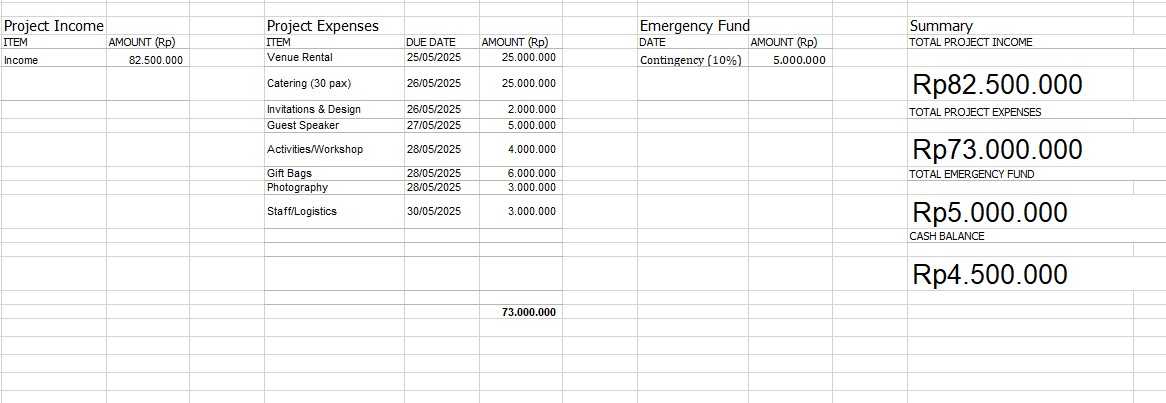 Project Income Project Expenses Emergency Fund Summary
ITEM AMOUNT (Rp) ITEM DUE DATE AMOUNT (Rp) DATE AMOUNT (Rp) TOTAL PROJECT INCOME
Income 82.500.000 Venue Rental 25/05/2025 25.000.000 Contingency (10%) 5.000.000
Catering (30 pax) 26/05/2025 25.000.000 Rp82.500.000
Invitations & Design 26/05/2025 2.000.000 TOTAL PROJECT EXPENSES
Guest Speaker 27/05/2025 5.000.000
Activities/Workshop 28/05/2025 4.000.000 Rp73.000.000
Gift Bags 28/05/2025 6.000.000 TOTAL EMERGENCY FUND
Photography 28/05/2025 3.000.000
Staff/Logistics 30/05/2025 3.000.000 Rp5.000.000
CASH BALANCE
Rp4.500.000
73.000.000